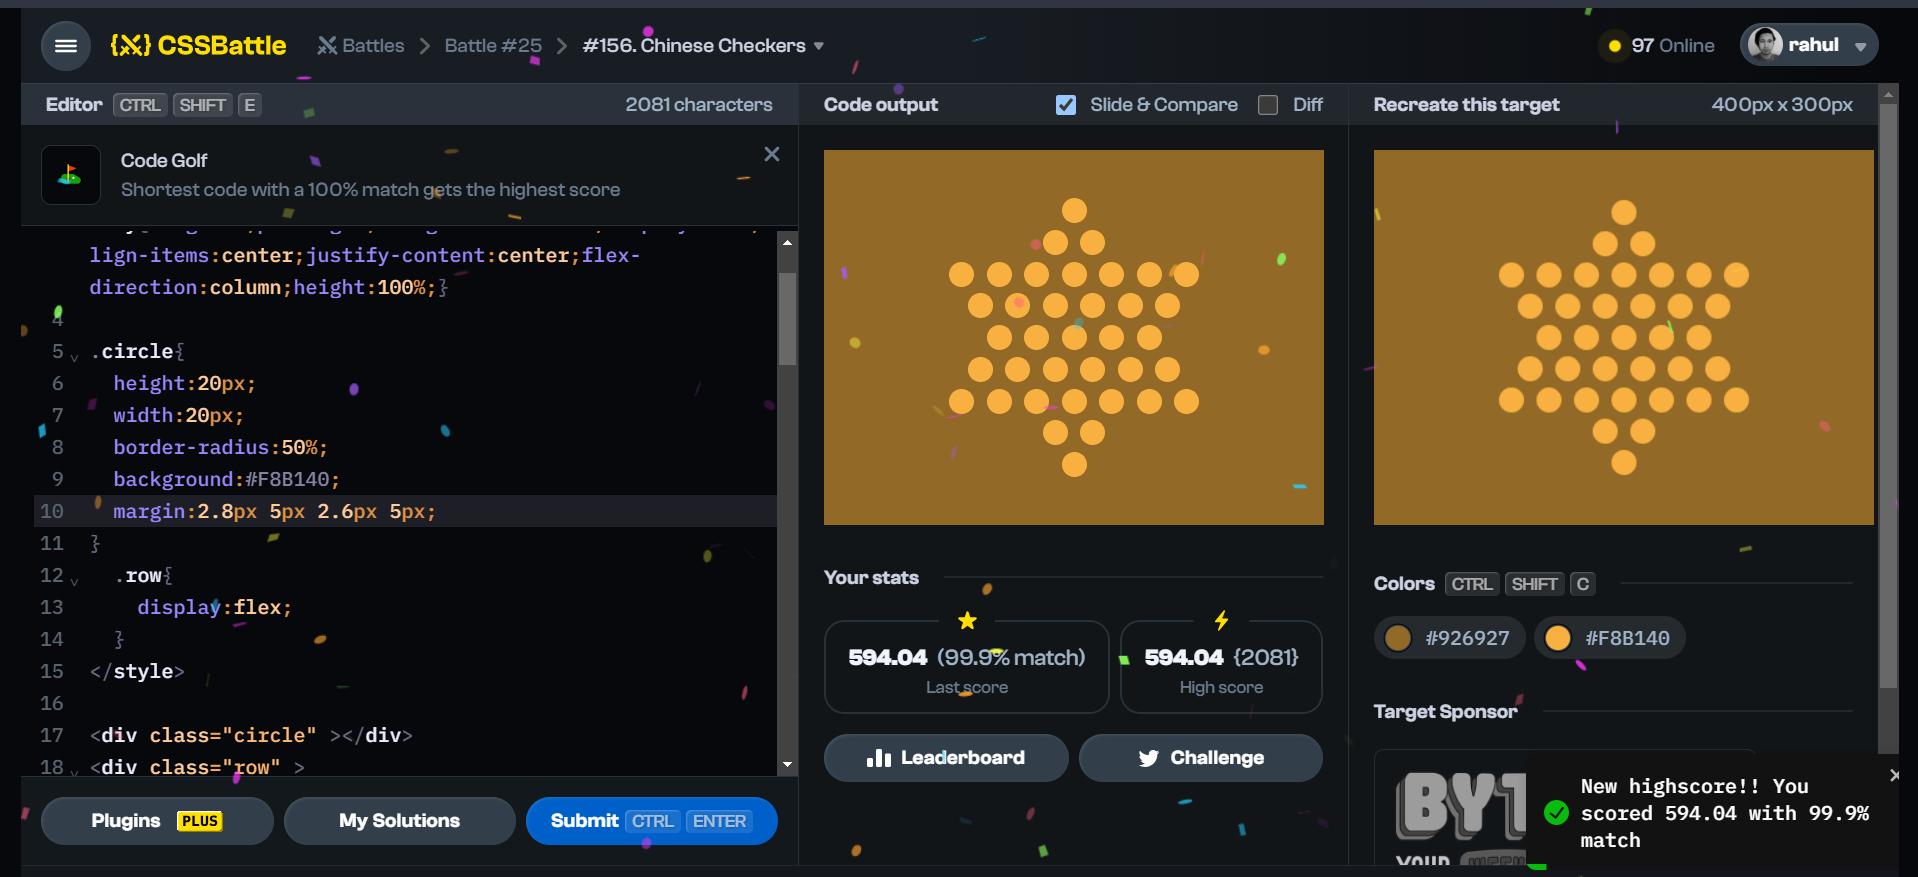 {X} CSSBattle
Battles
Battle #25
#156. Chinese Checkers
97 Online
rahul
Editor CTRL SHIFT E
2081 characters
Code output
Slide & Compare
Diff
Recreate this target
400px x 300px
Code Golf
Shortest code with a 100% match gets the highest score
lign-items:center;justify-content:center;flex-
direction:column;height:100%;}
4
5 .circle{
6 height:20px;
7 width:20px;
8 border-radius:50%;
9 background:#F8B140;
10 margin:2.8px 5px 2.6px 5px;
11 }
12 .row{
13 display:flex;
14 }
15 </style>
16
17 <div class="circle" ></div>
18 <div class="row" >
Plugins PLUS
My Solutions
Submit CTRL ENTER
Your stats
594.04 (99.9% match)
Last score
594.04 {2081}
High score
Leaderboard
Challenge
Colors CTRL SHIFT C
#926927
#F8B140
Target Sponsor
New highscore!! You
scored 594.04 with 99.9%
match